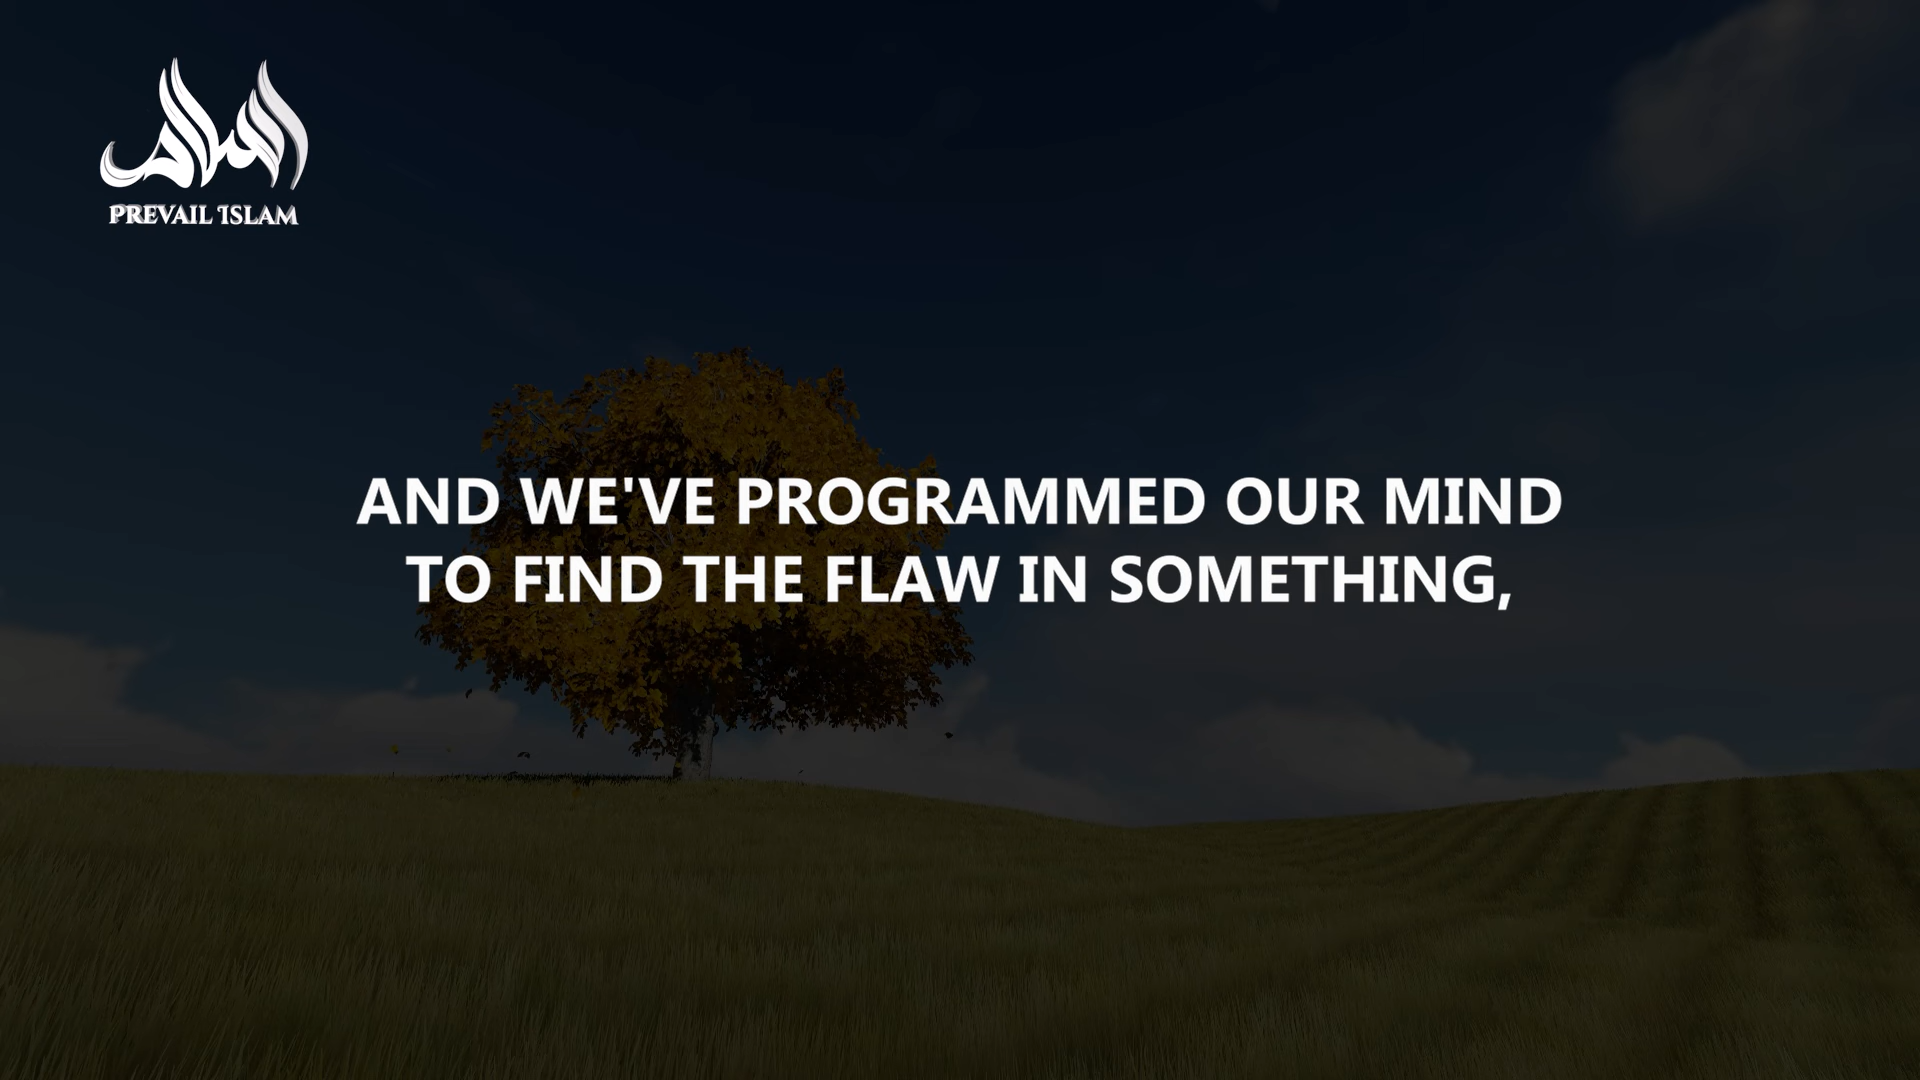 PREVAIL ISLAM
AND WE'VE PROGRAMMED OUR MIND
TO FIND THE FLAW IN SOMETHING,